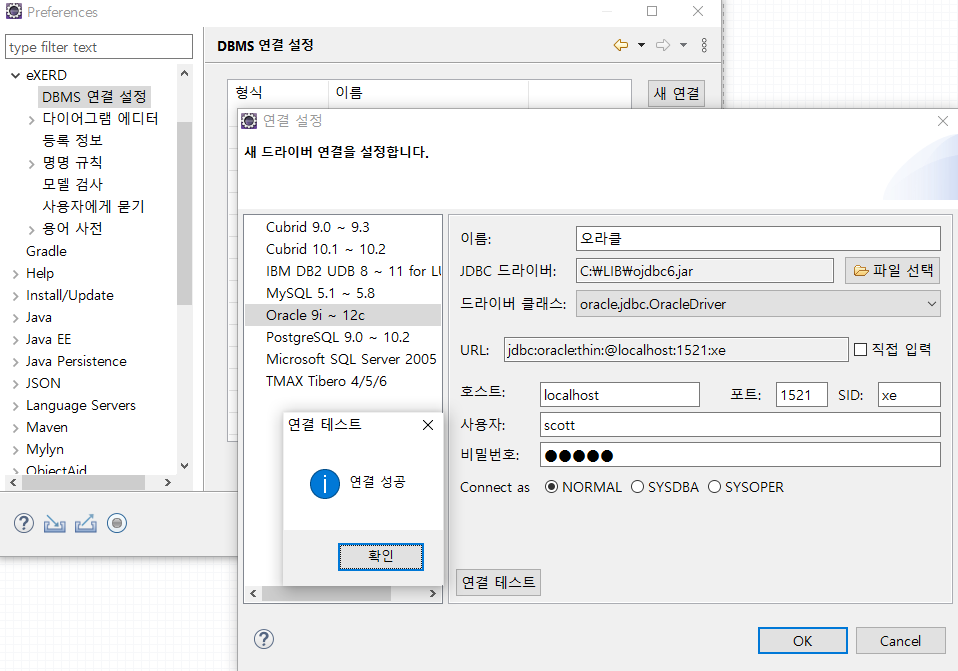 Preferences
type filter text
eXERD
DBMS 연결 설정
다이어그램 에디터
등록 정보
명명 규칙
모델 검사
사용자에게 묻기
용어 사전
Gradle
Help
Install/Update
Java
Java EE
Java Persistence
JSON
Language Servers
Maven
Mylyn
ObjectAid
DBMS 연결 설정
형식 이름
새 연결
연결 설정
새 드라이버 연결을 설정합니다.
Cubrid 9.0 ~ 9.3
Cubrid 10.1 ~ 10.2
IBM DB2 UDB 8 ~ 11 for LU
MySQL 5.1 ~ 5.8
Oracle 9i ~ 12c
PostgreSQL 9.0 ~ 10.2
Microsoft SQL Server 2005
TMAX Tibero 4/5/6
이름: 오라클
JDBC 드라이버: C:₩LIB₩ojdbc6.jar 파일 선택
드라이버 클래스: oracle.jdbc.OracleDriver
URL: jdbc:oracle:thin:@localhost:1521:xe 직접 입력
호스트: localhost 포트: 1521 SID: xe
사용자: scott
비밀번호: ●●●●●
Connect as NORMAL SYSDBA SYSOPER
연결 테스트
OK Cancel
연결 테스트
연결 성공
확인